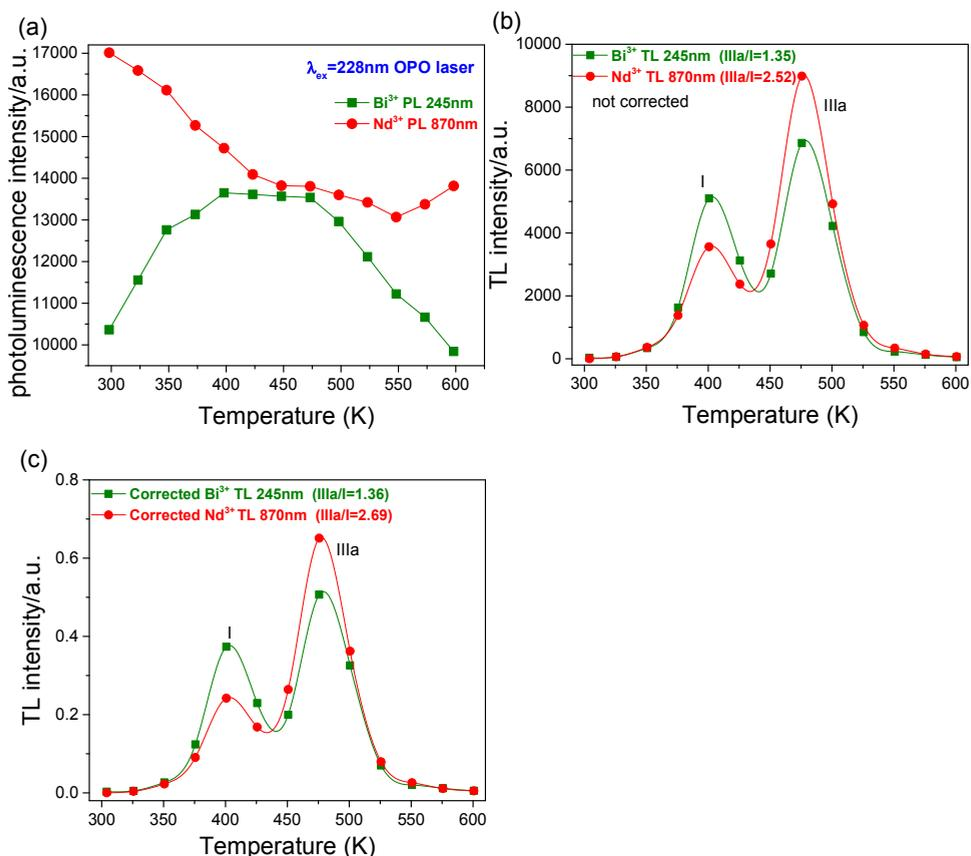 (a)
17000
16000
15000
14000
13000
12000
11000
10000
photoluminescence intensity/a.u.
λex=228nm OPO laser
Bi³⁺ PL 245nm
Nd³⁺ PL 870nm
300 350 400 450 500 550 600
Temperature (K)
(b)
10000
8000
6000
4000
2000
0
TL intensity/a.u.
Bi³⁺ TL 245nm (IIIa/I=1.35)
Nd³⁺ TL 870nm (IIIa/I=2.52)
not corrected
I
IIIa
300 350 400 450 500 550 600
Temperature (K)
(c)
0.8
0.6
0.4
0.2
0.0
TL intensity/a.u.
Corrected Bi³⁺ TL 245nm (IIIa/I=1.36)
Corrected Nd³⁺ TL 870nm (IIIa/I=2.69)
I
IIIa
300 350 400 450 500 550 600
Temperature (K)